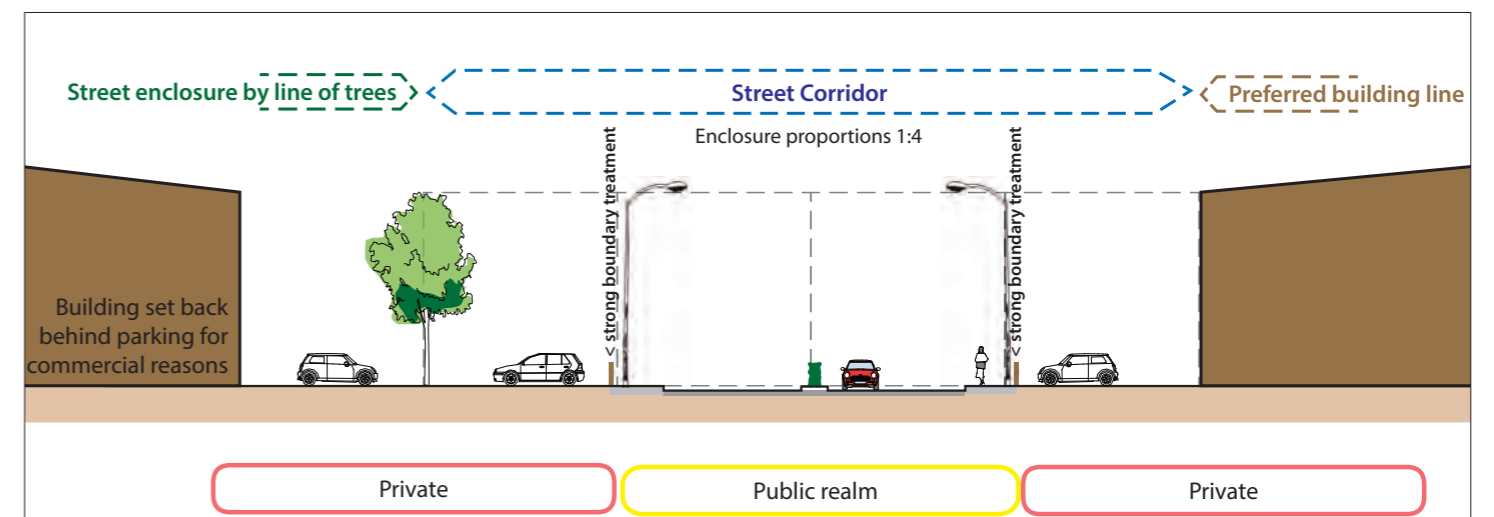 Street enclosure by line of trees
Street Corridor
Preferred building line
Enclosure proportions 1:4
< strong boundary treatment
< strong boundary treatment
Building set back
behind parking for
commercial reasons
Private
Public realm
Private